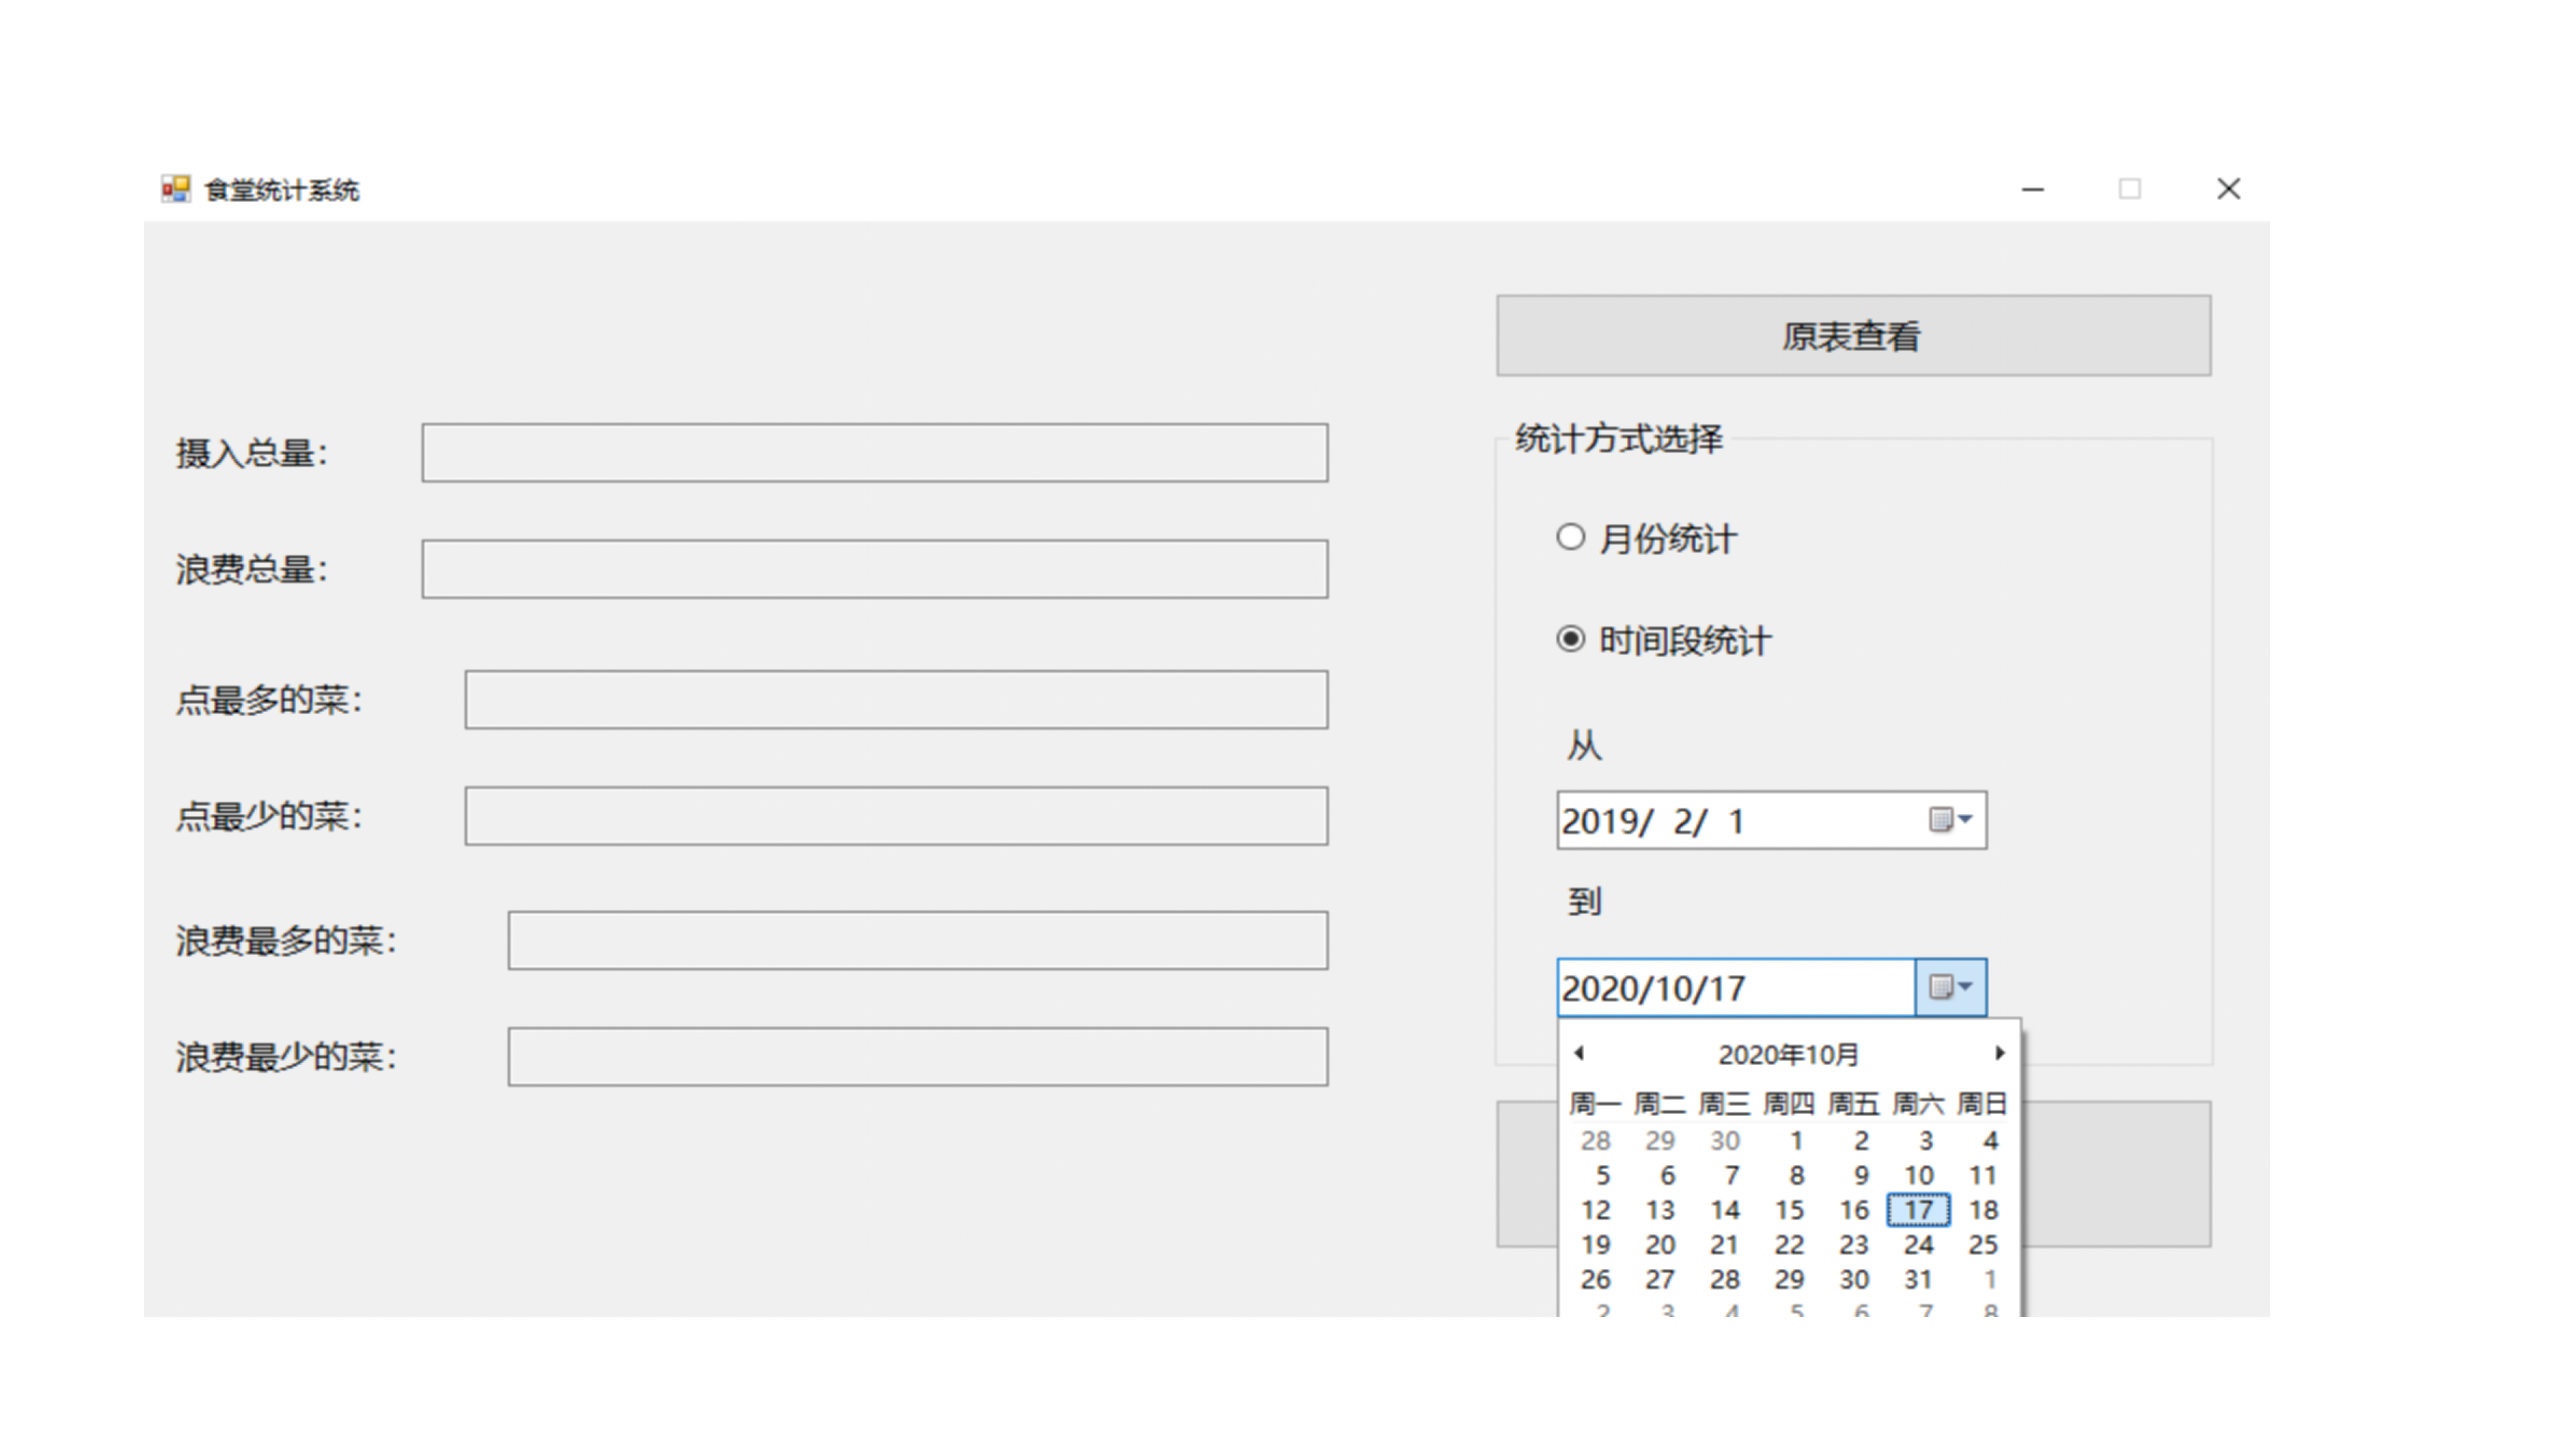 食堂统计系统
原表查看
摄入总量：
浪费总量：
点最多的菜：
点最少的菜：
浪费最多的菜：
浪费最少的菜：
统计方式选择
月份统计
时间段统计
从
2019/ 2/ 1
到
2020/10/17
2020年10月
周一 周二 周三 周四 周五 周六 周日
28 29 30 1 2 3 4
5 6 7 8 9 10 11
12 13 14 15 16 17 18
19 20 21 22 23 24 25
26 27 28 29 30 31 1
2 3 4 5 6 7 8